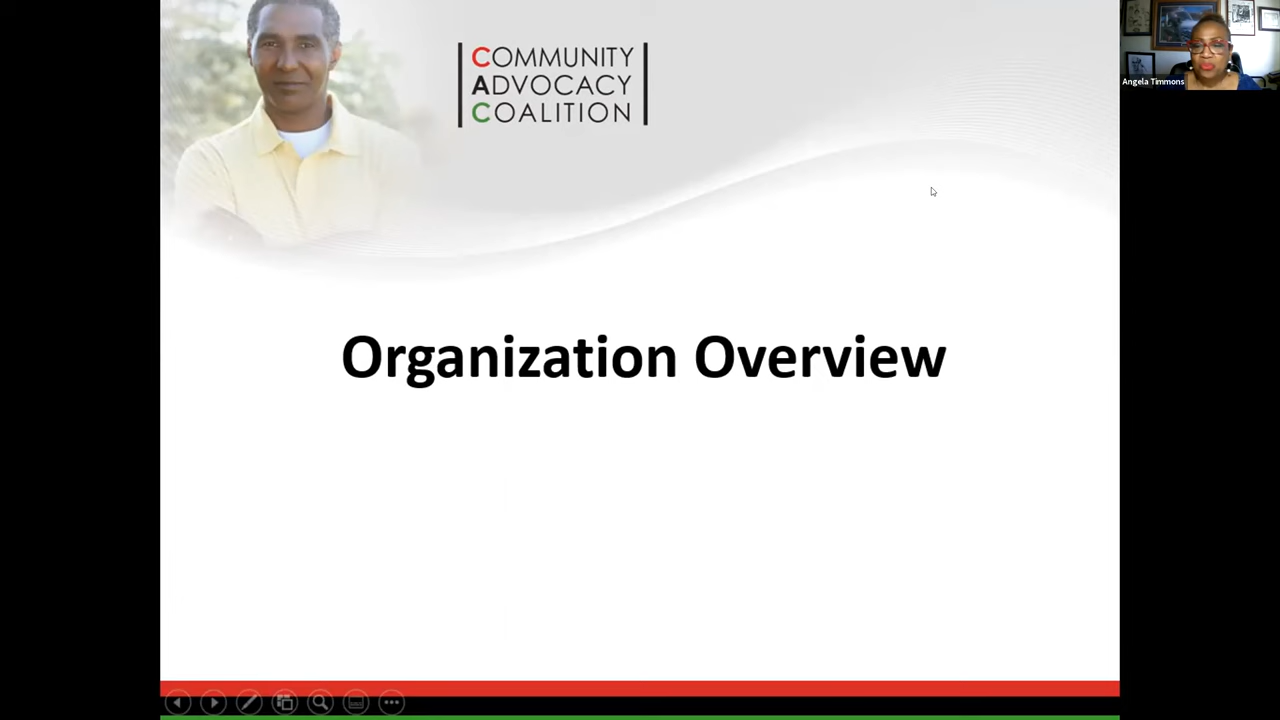 COMMUNITY
ADVOCACY
COALITION
Angela Timmons
Organization Overview